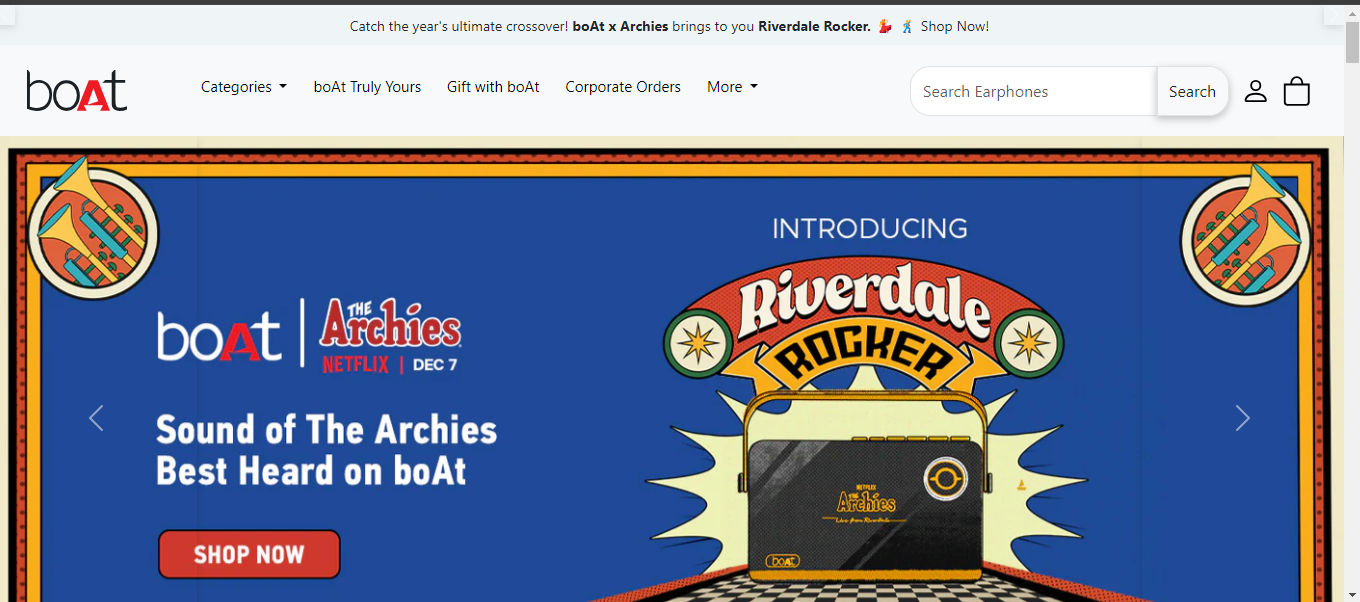 Catch the year's ultimate crossover! boAt x Archies brings to you Riverdale Rocker. 💃 🕺 Shop Now!
boAt
Categories
boAt Truly Yours
Gift with boAt
Corporate Orders
More
Search Earphones
Search
INTRODUCING
Riverdale
ROCKER
boAt
THE
Archies
NETFLIX | DEC 7
Sound of The Archies
Best Heard on boAt
SHOP NOW
NETFLIX
THE
Archies
Live from Riverdale
boAt